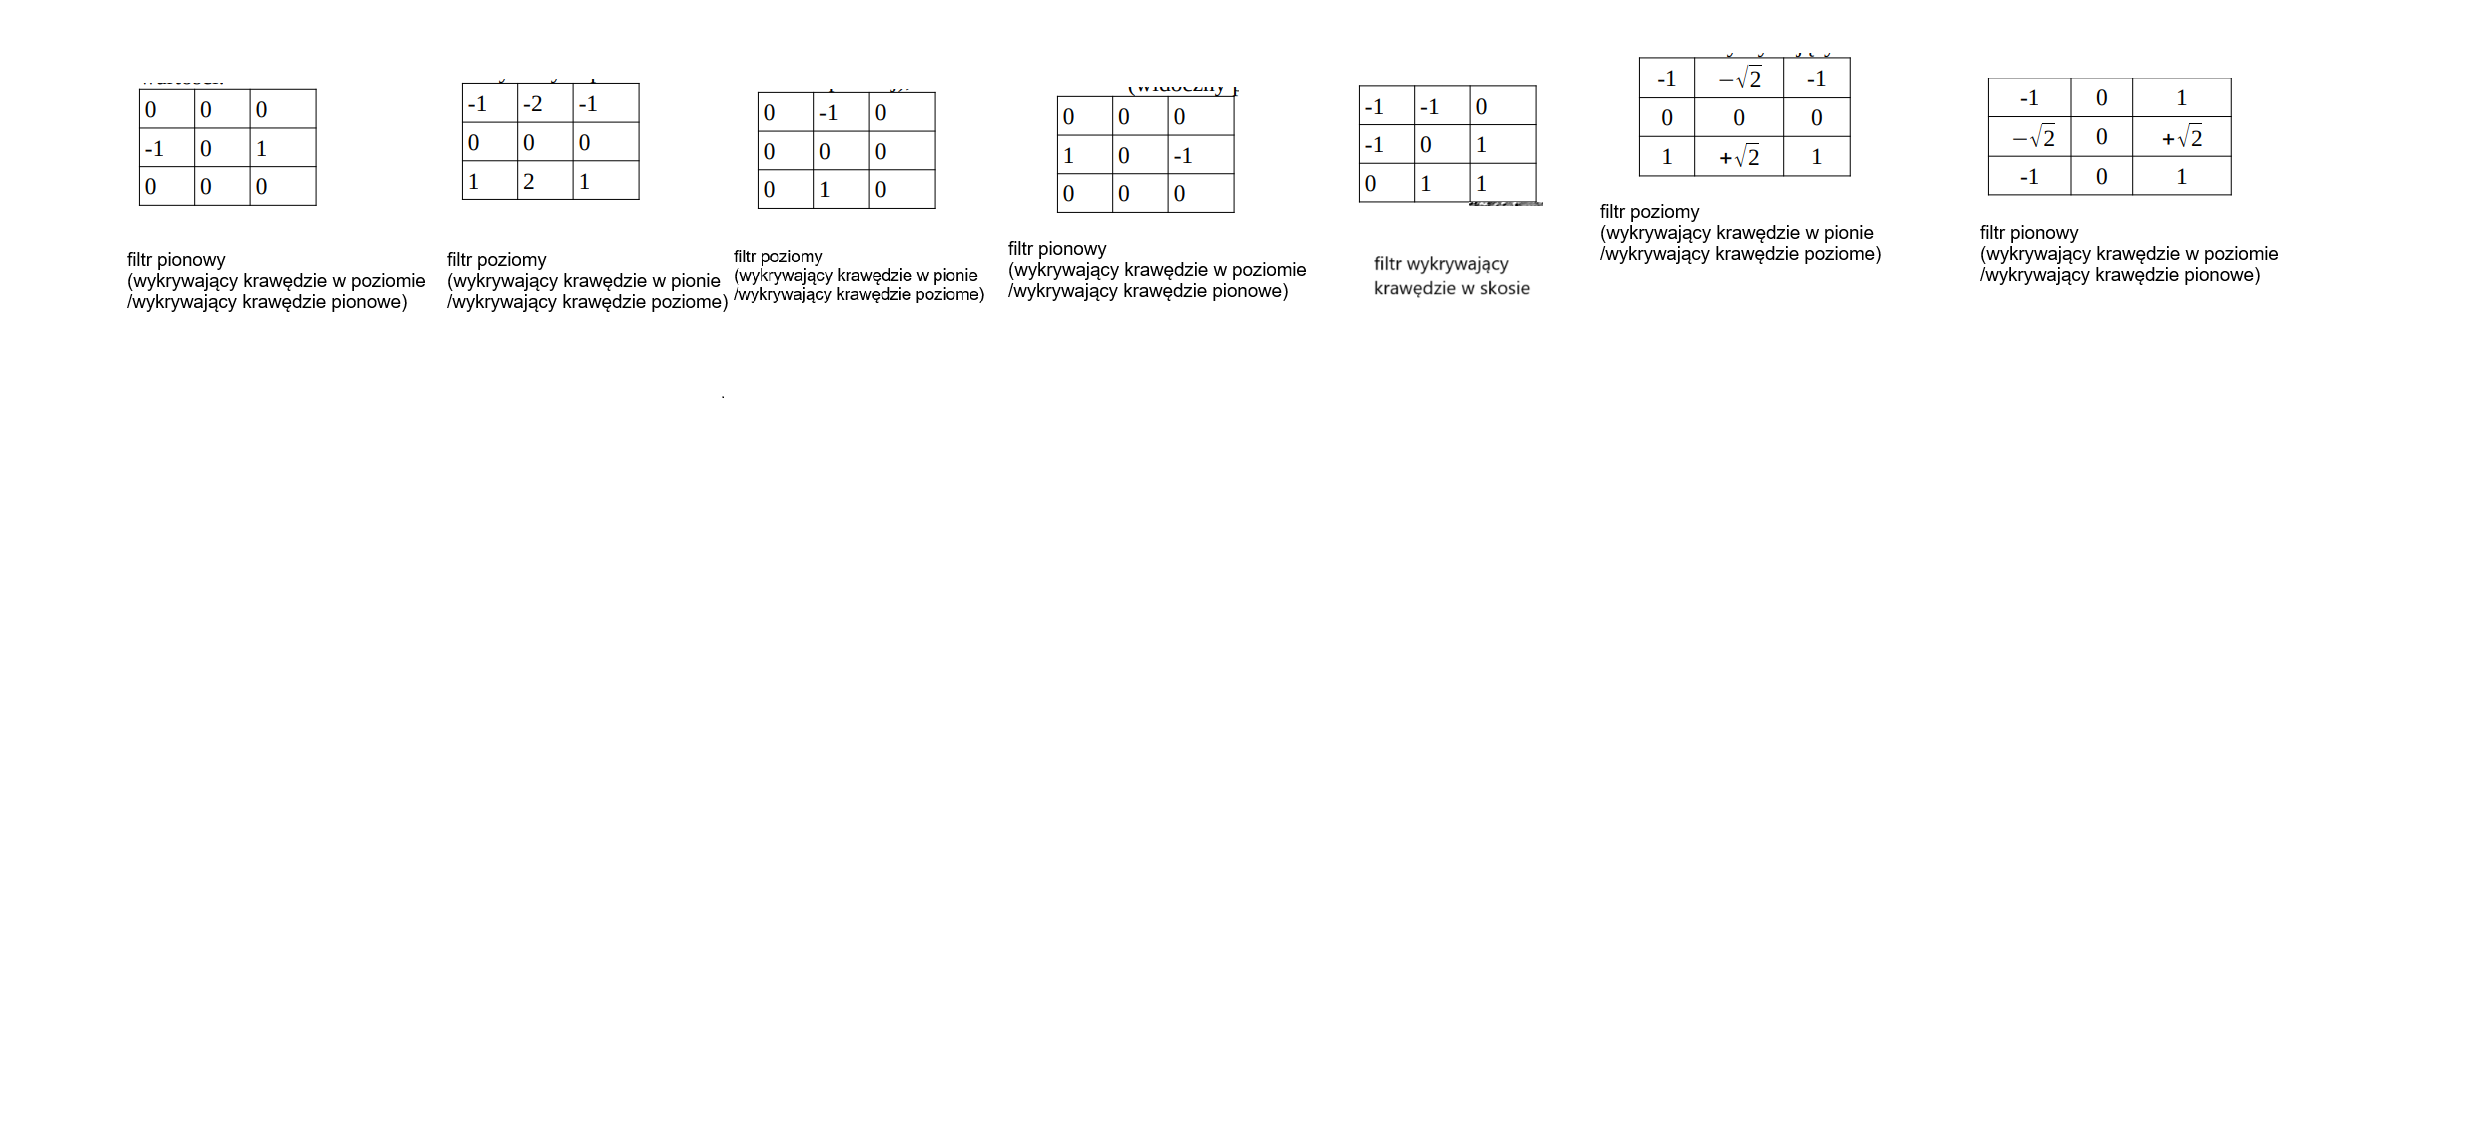 0 0 0
-1 0 1
0 0 0
filtr pionowy
(wykrywający krawędzie w poziomie
/wykrywający krawędzie pionowe)
-1 -2 -1
0 0 0
1 2 1
filtr poziomy
(wykrywający krawędzie w pionie
/wykrywający krawędzie poziome)
0 -1 0
0 0 0
0 1 0
filtr poziomy
(wykrywający krawędzie w pionie
/wykrywający krawędzie poziome)
0 0 0
1 0 -1
0 0 0
filtr pionowy
(wykrywający krawędzie w poziomie
/wykrywający krawędzie pionowe)
-1 -1 0
-1 0 1
0 1 1
filtr wykrywający
krawędzie w skosie
-1 −√2 -1
0 0 0
1 +√2 1
filtr poziomy
(wykrywający krawędzie w pionie
/wykrywający krawędzie poziome)
-1 0 1
−√2 0 +√2
-1 0 1
filtr pionowy
(wykrywający krawędzie w poziomie
/wykrywający krawędzie pionowe)